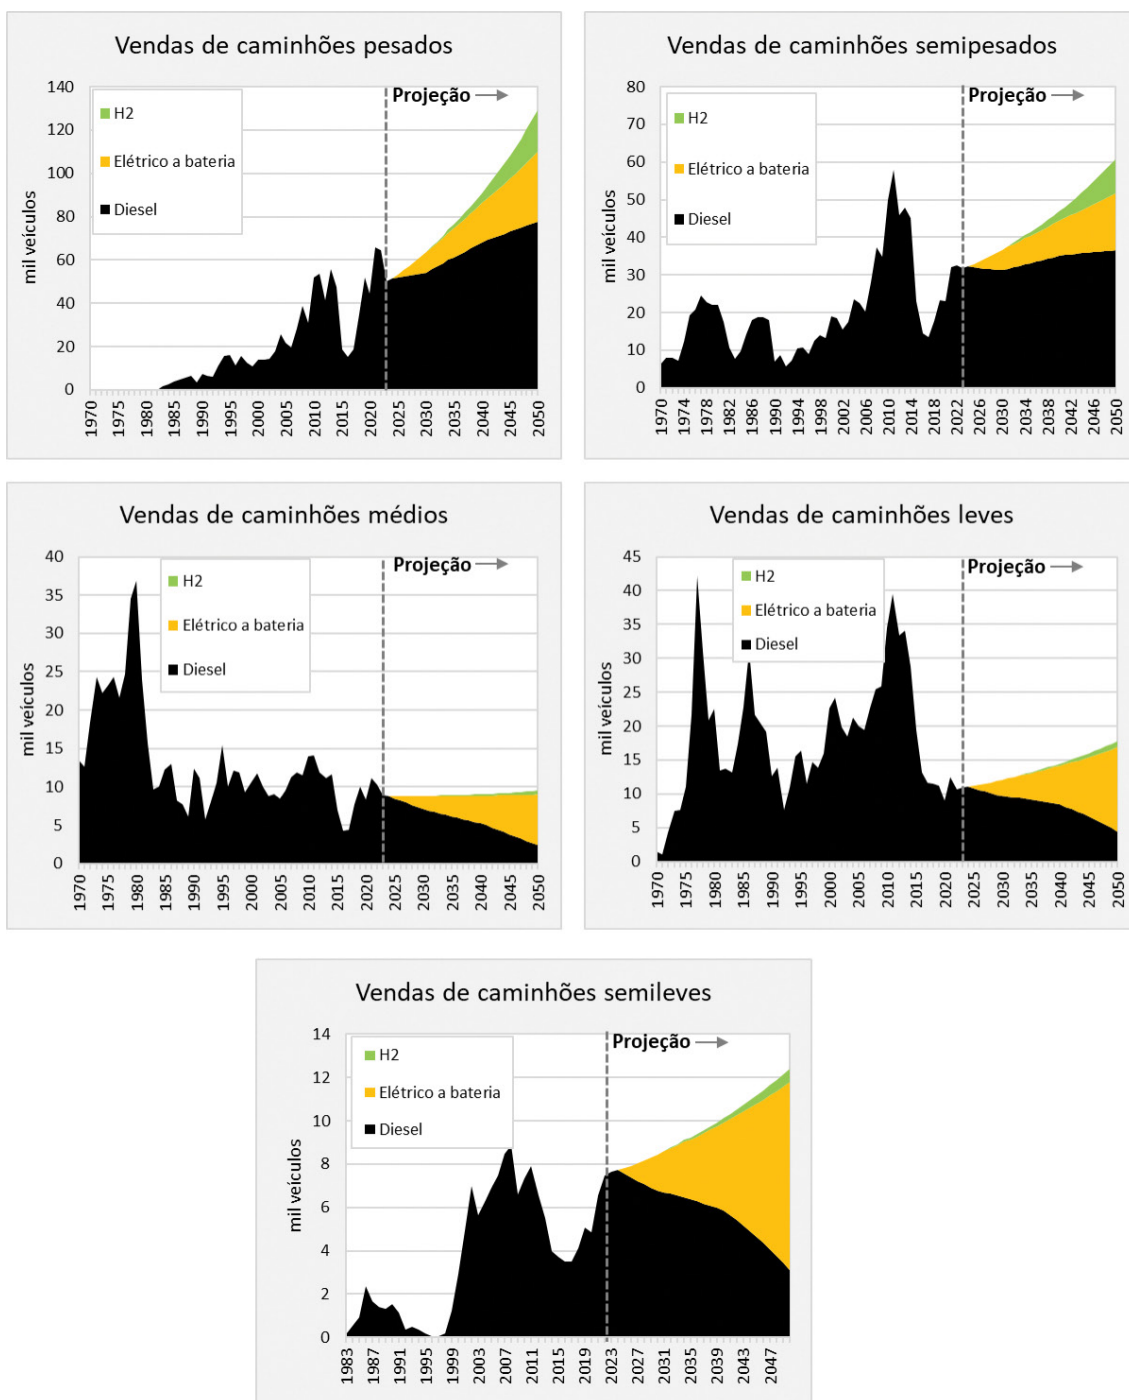 Vendas de caminhões pesados
mil veículos
140
120
100
80
60
40
20
0
H2
Elétrico a bateria
Diesel
Projeção
1970 1975 1980 1985 1990 1995 2000 2005 2010 2015 2020 2025 2030 2035 2040 2045 2050
Vendas de caminhões semipesados
mil veículos
80
70
60
50
40
30
20
10
0
H2
Elétrico a bateria
Diesel
Projeção
1970 1974 1978 1982 1986 1990 1994 1998 2002 2006 2010 2014 2018 2022 2026 2030 2034 2038 2042 2046 2050
Vendas de caminhões médios
mil veículos
40
35
30
25
20
15
10
5
0
H2
Elétrico a bateria
Diesel
Projeção
1970 1975 1980 1985 1990 1995 2000 2005 2010 2015 2020 2025 2030 2035 2040 2045 2050
Vendas de caminhões leves
mil veículos
45
40
35
30
25
20
15
10
5
0
H2
Elétrico a bateria
Diesel
Projeção
1970 1975 1980 1985 1990 1995 2000 2005 2010 2015 2020 2025 2030 2035 2040 2045 2050
Vendas de caminhões semileves
mil veículos
14
12
10
8
6
4
2
0
H2
Elétrico a bateria
Diesel
Projeção
1983 1987 1991 1995 1999 2003 2007 2011 2015 2019 2023 2027 2031 2035 2039 2043 2047